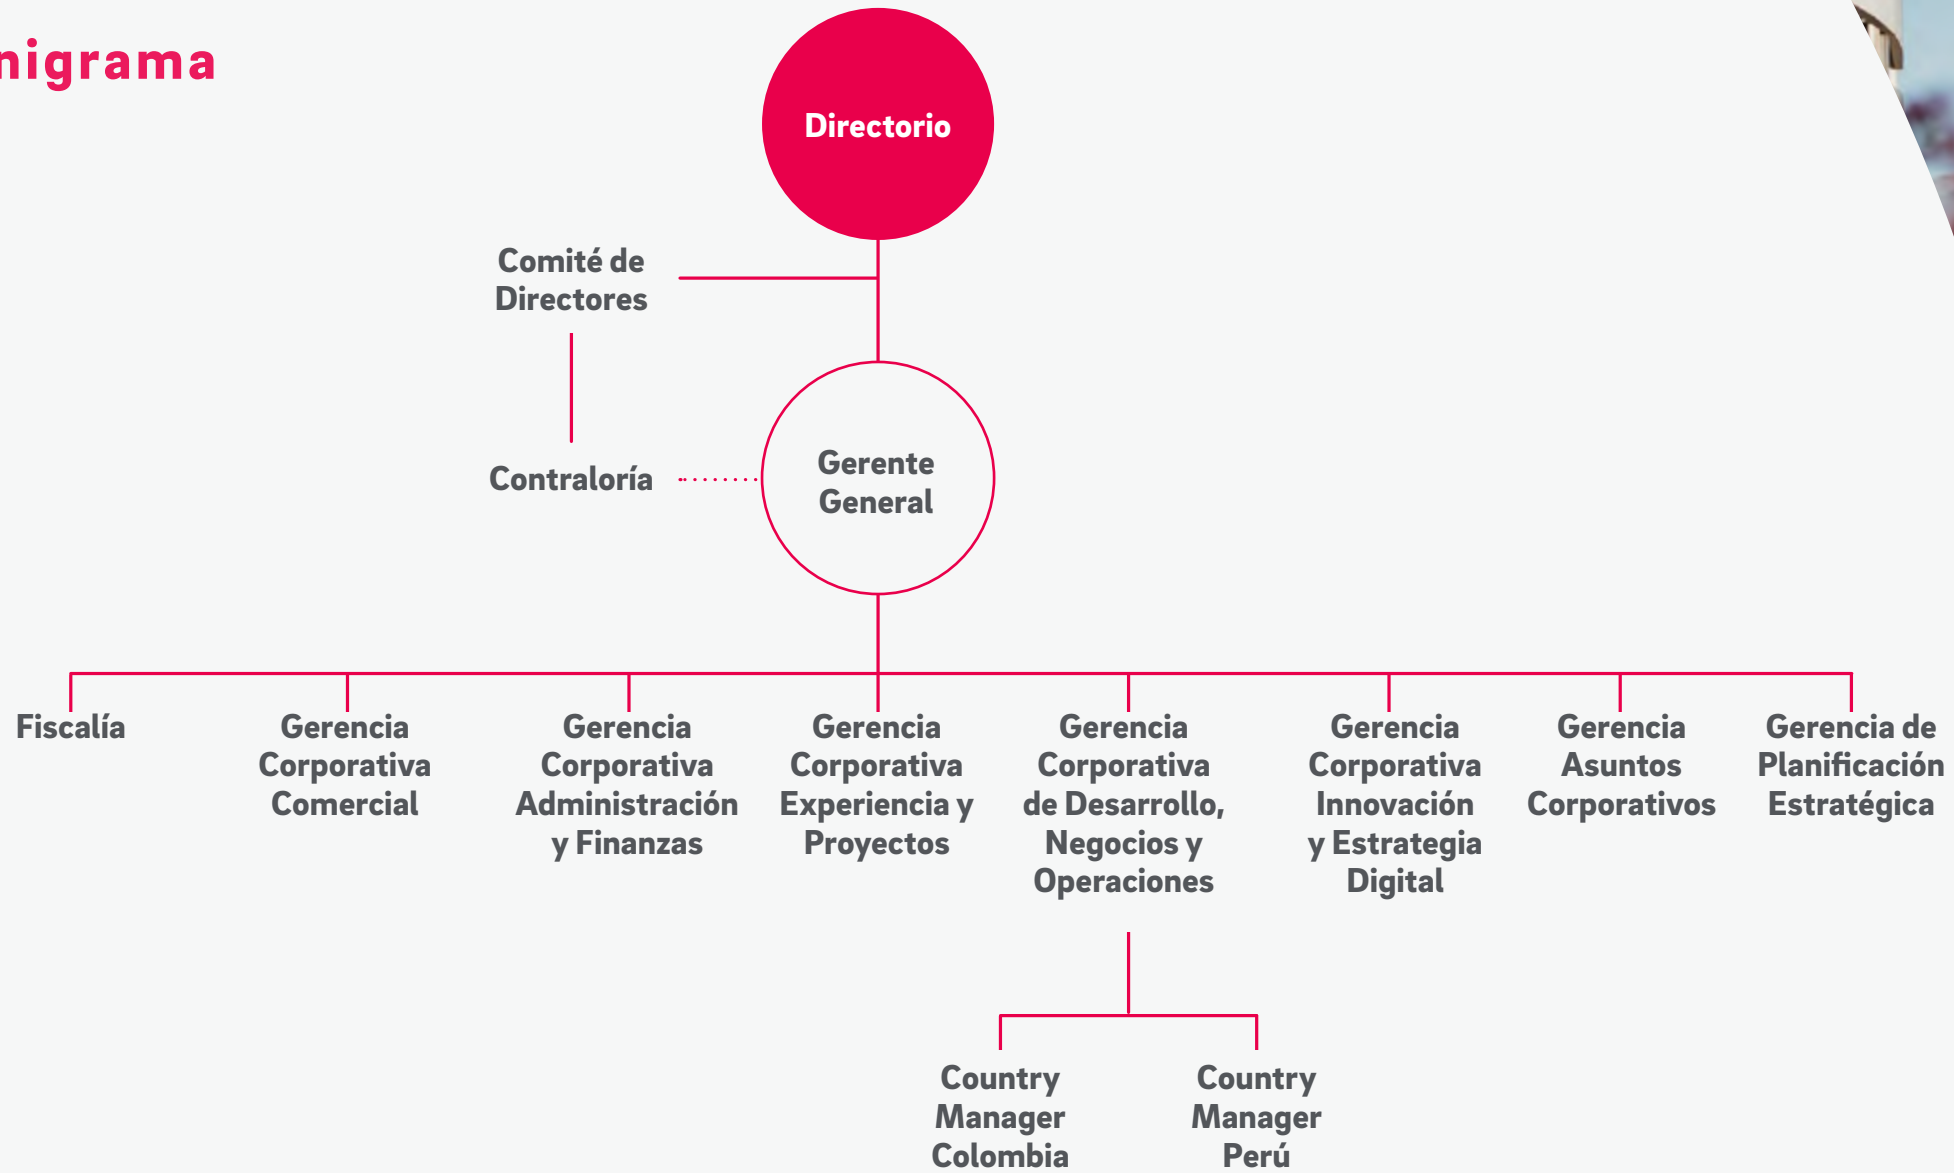 nigrama
Directorio
Comité de
Directores
Contraloría
Gerente
General
Fiscalía
Gerencia
Corporativa
Comercial
Gerencia
Corporativa
Administración
y Finanzas
Gerencia
Corporativa
Experiencia y
Proyectos
Gerencia
Corporativa
de Desarrollo,
Negocios y
Operaciones
Gerencia
Corporativa
Innovación
y Estrategia
Digital
Gerencia
Asuntos
Corporativos
Gerencia de
Planificación
Estratégica
Country
Manager
Colombia
Country
Manager
Perú